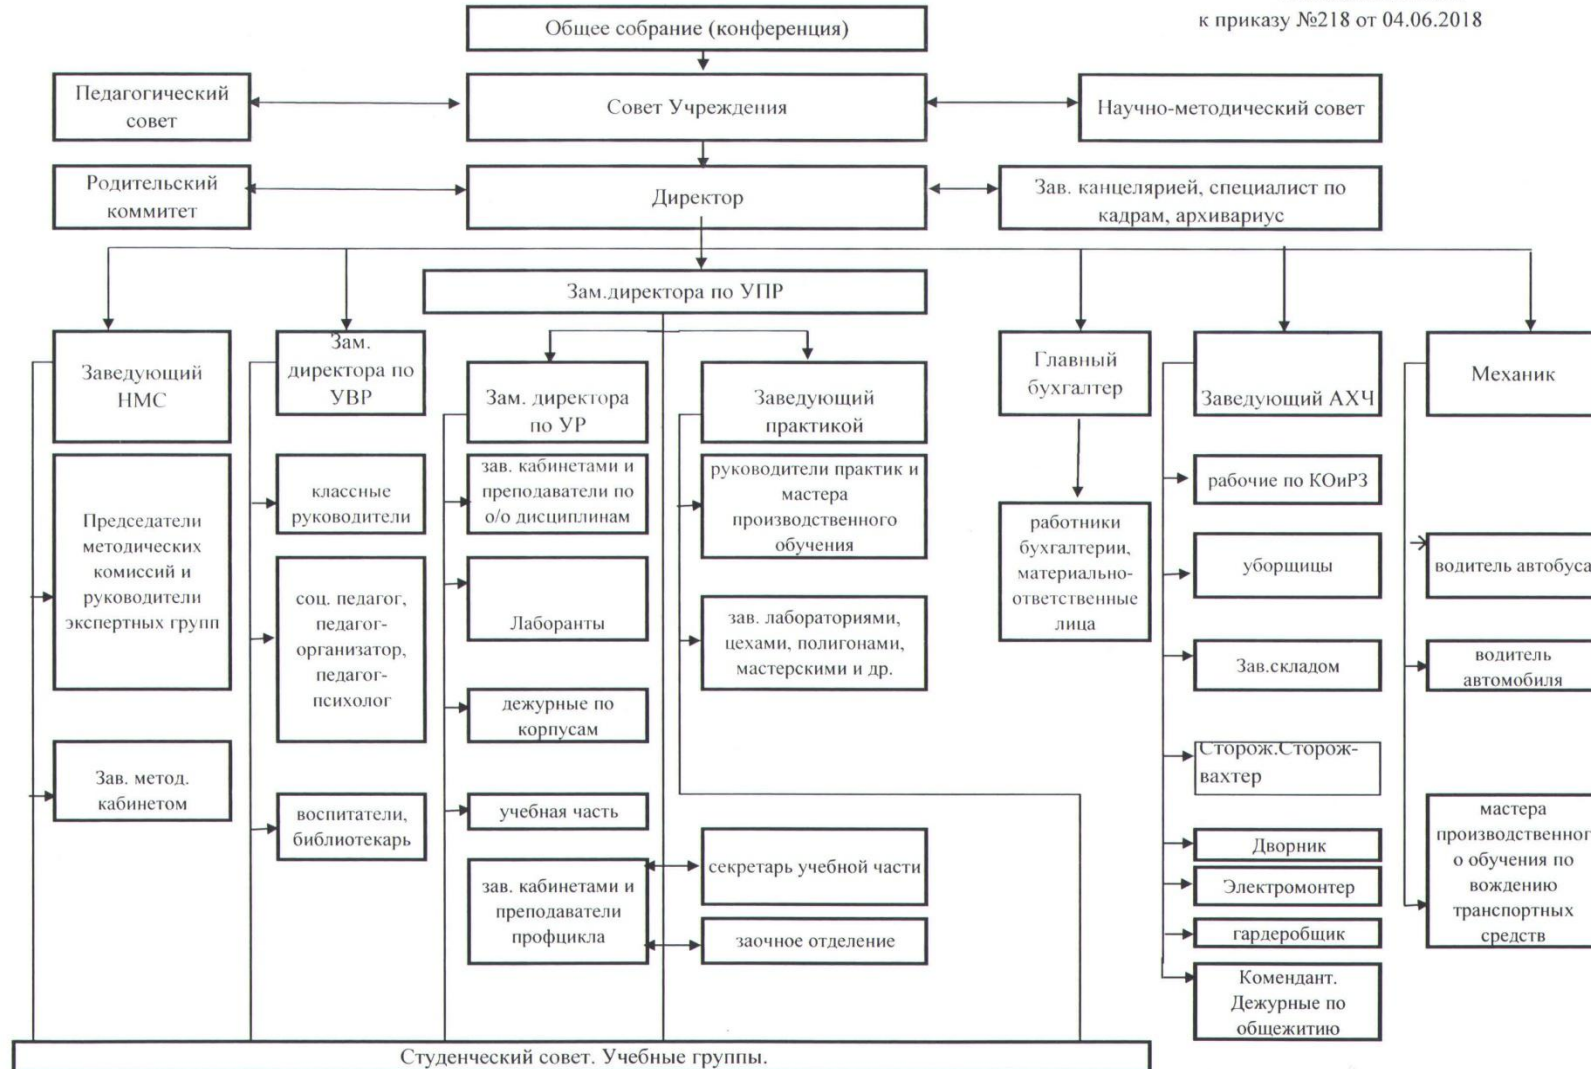 к приказу №218 от 04.06.2018
Общее собрание (конференция)
Педагогический
совет
Совет Учреждения
Научно-методический совет
Родительский
коммитет
Директор
Зав. канцелярией, специалист по
кадрам, архивариус
Зам.директора по УПР
Заведующий
НМС
Зам.
директора по
УВР
Зам. директора
по УР
Заведующий
практикой
Главный
бухгалтер
Заведующий АХЧ
Механик
Председатели
методических
комиссий и
руководители
экспертных групп
Зав. метод.
кабинетом
классные
руководители
соц. педагог,
педагог-
организатор,
педагог-
психолог
воспитатели,
библиотекарь
зав. кабинетами и
преподаватели по
о/о дисциплинам
Лаборанты
дежурные по
корпусам
учебная часть
зав. кабинетами и
преподаватели
профцикла
руководители практик и
мастера
производственного
обучения
зав. лабораториями,
цехами, полигонами,
мастерскими и др.
секретарь учебной части
заочное отделение
работники
бухгалтерии,
материально-
ответственные
лица
рабочие по КОиРЗ
уборщицы
Зав.складом
Сторож.Сторож-
вахтер
Дворник
Электромонтер
гардеробщик
Комендант.
Дежурные по
общежитию
водитель автобуса
водитель
автомобиля
мастера
производственног
о обучения по
вождению
транспортных
средств
Студенческий совет. Учебные группы.